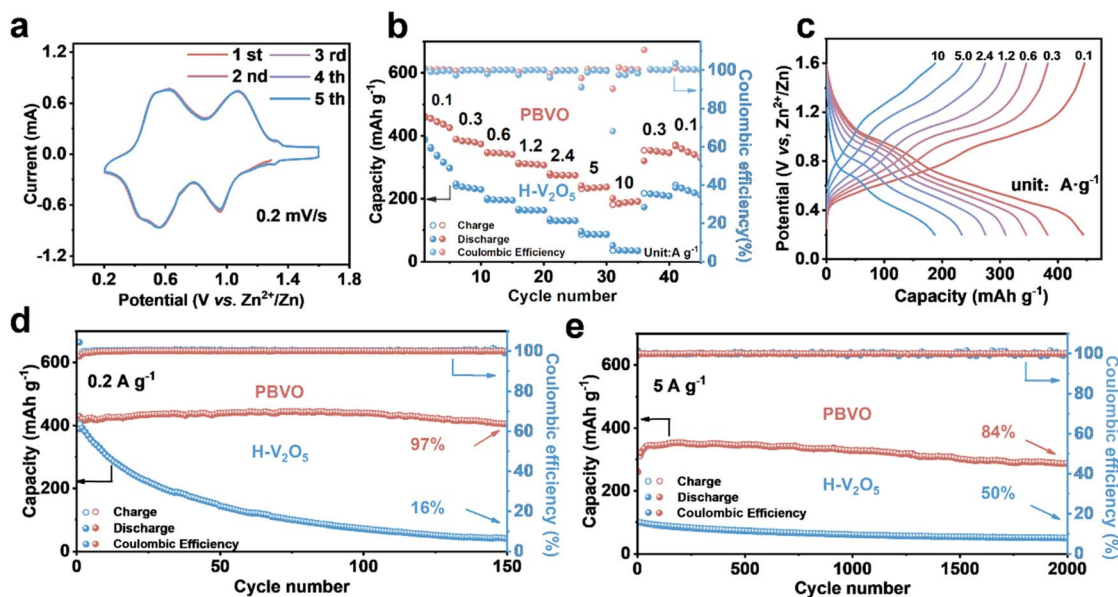 a
1 st
3 rd
2 nd
4 th
5 th
0.2 mV/s
1.2
0.6
0.0
-0.6
-1.2
0.2
0.6
1.0
1.4
1.8
Current (mA)
Potential (V vs. Zn²⁺/Zn)
b
600
400
200
0
Capacity (mAh g⁻¹)
PBVO
H-V₂O₅
0.1
0.3
0.6
1.2
2.4
5
10
0.3
0.1
Charge
Discharge
Coulombic Efficiency
Unit:A g⁻¹
0
10
20
30
40
Cycle number
100
80
60
40
20
0
Coulombic efficiency(%)
c
10 5.0 2.4 1.2 0.6 0.3 0.1
unit: A·g⁻¹
1.6
1.2
0.8
0.4
0.0
Potential (V vs, Zn²⁺/Zn)
0 100 200 300 400 500
Capacity (mAh g⁻¹)
d
0.2 A g⁻¹
PBVO
97%
H-V₂O₅
16%
Charge
Discharge
Coulombic Efficiency
600
400
200
0
Capacity (mAh g⁻¹)
0
50
100
150
Cycle number
100
80
60
40
20
0
Coulombic efficiency (%)
e
5 A g⁻¹
PBVO
84%
H-V₂O₅
50%
Charge
Discharge
Coulombic Efficiency
600
400
200
0
Capacity (mAh g⁻¹)
0
500
1000
1500
2000
Cycle number
100
80
60
40
20
0
Coulombic efficiency (%)